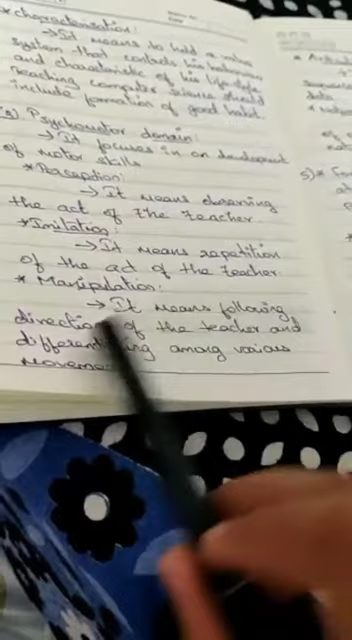 *Characterisation:
→ It means to hold a value
system that controls his behaviour
and characteristic of his life style.
Teaching computer science should
include formation of good habit.
Psychomotor domain:
→ It focuses in on development
of motor skills
*Perception:
→ It means observing
the act of the teacher.
*Imitation:
→ It means repetition
of the act of the teacher.
* Manipulation:
→ It means following
direction of the teacher and
among various